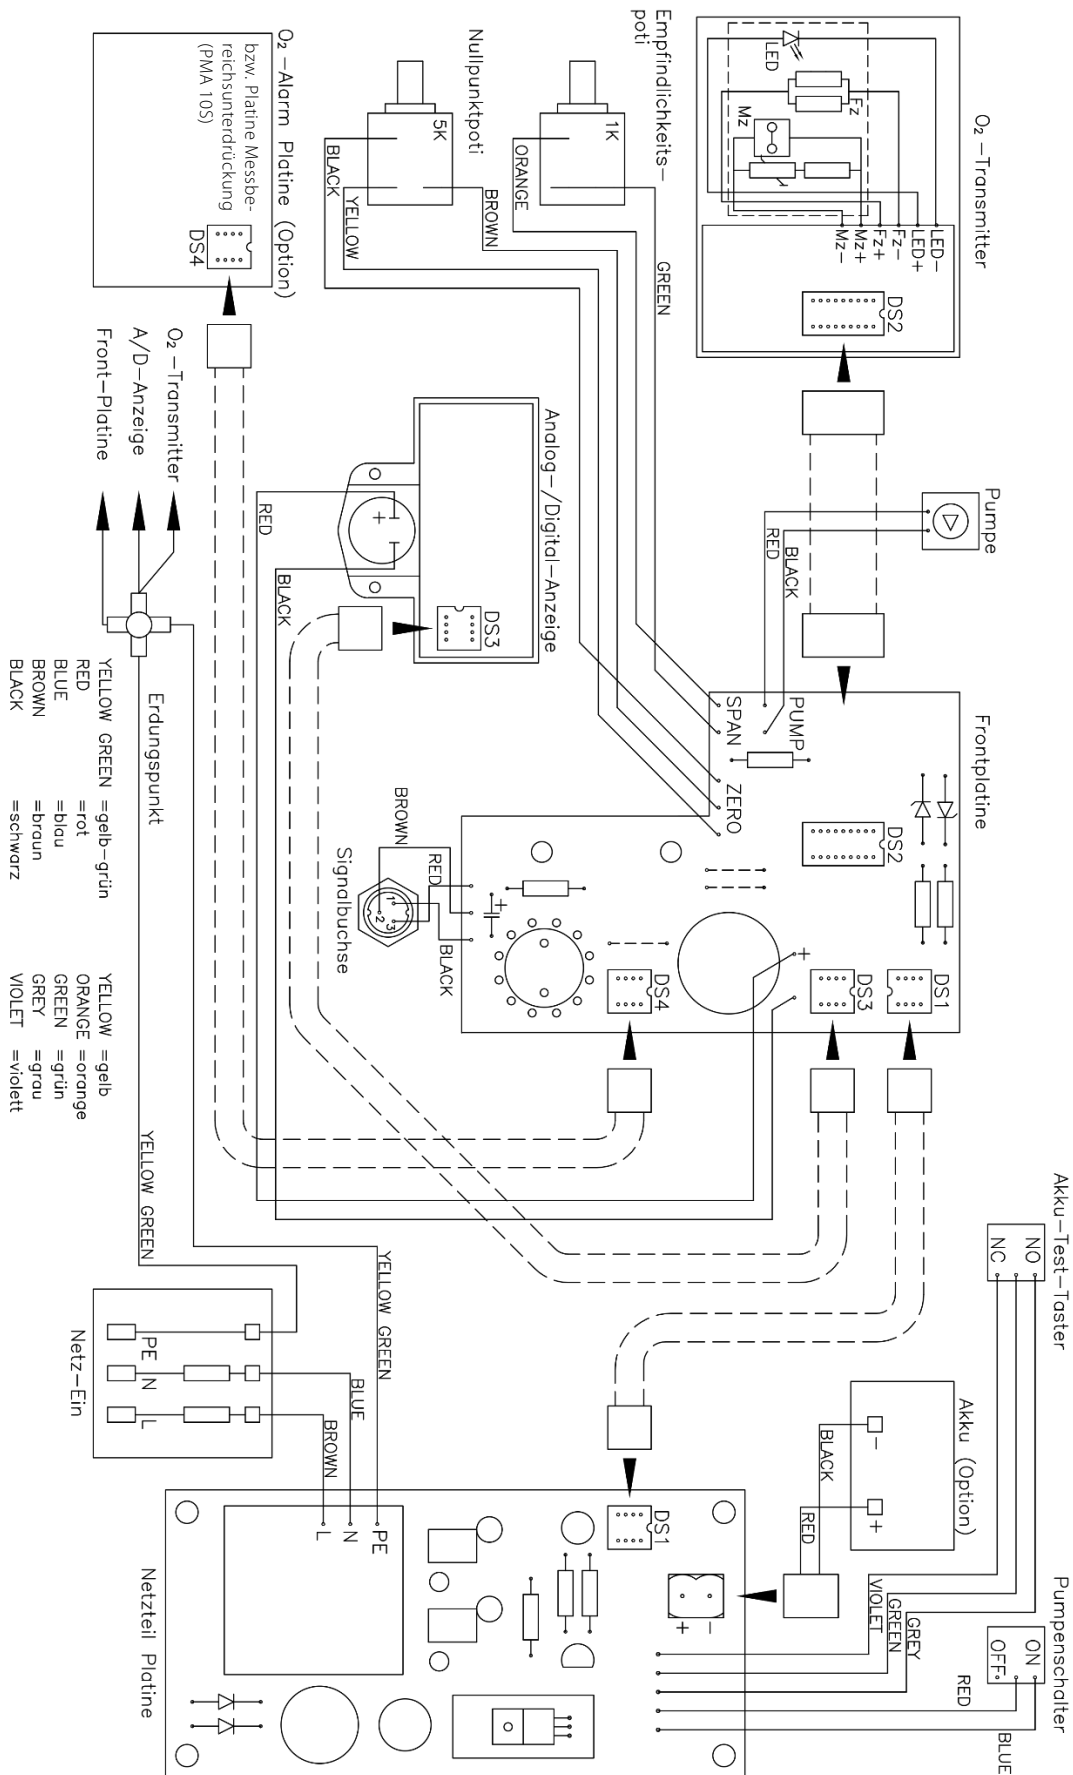 O₂-Transmitter
LED
Fz
Mz
LED-
LED+
Fz-
Fz+
Mz+
Mz-
DS2
Empfindlichkeits-
poti
1K
ORANGE
GREEN
Nullpunktpoti
5K
BROWN
YELLOW
BLACK
O₂-Alarm Platine (Option)
bzw. Platine Messbe-
reichsunterdrückung
(PMA 10S)
DS4
Pumpe
BLACK
RED
Analog-/Digital-Anzeige
DS3
+
RED
BLACK
O₂-Transmitter
A/D-Anzeige
Front-Platine
Erdungspunkt
Frontplatine
PUMP
SPAN
ZERO
DS2
DS1
DS3
DS4
+
+
BROWN
RED
BLACK
1
2
3
Signalbuchse
YELLOW GREEN =gelb-grün
RED =rot
BLUE =blau
BROWN =braun
BLACK =schwarz
YELLOW =gelb
ORANGE =orange
GREEN =grün
GREY =grau
VIOLET =violett
YELLOW GREEN
YELLOW GREEN
BLUE
BROWN
PE
N
L
Netz-Ein
Akku-Test-Taster
NO
NC
Akku (Option)
-
+
BLACK
RED
Pumpenschalter
ON
OFF
VIOLET
GREEN
GREY
RED
BLUE
DS1
-
+
PE
N
L
Netzteil Platine